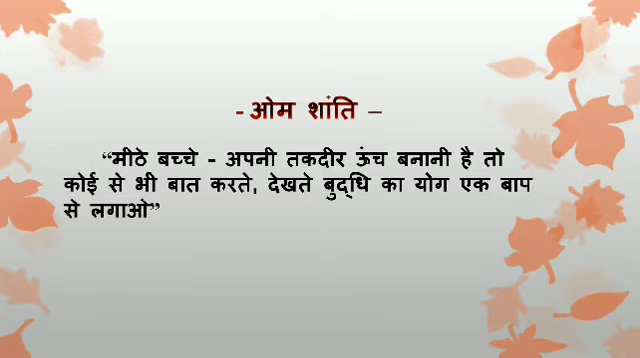 - ओम शांति –
“मीठे बच्चे - अपनी तकदीर ऊंच बनानी है तो
कोई से भी बात करते, देखते बुद्धि का योग एक बाप
से लगाओ”